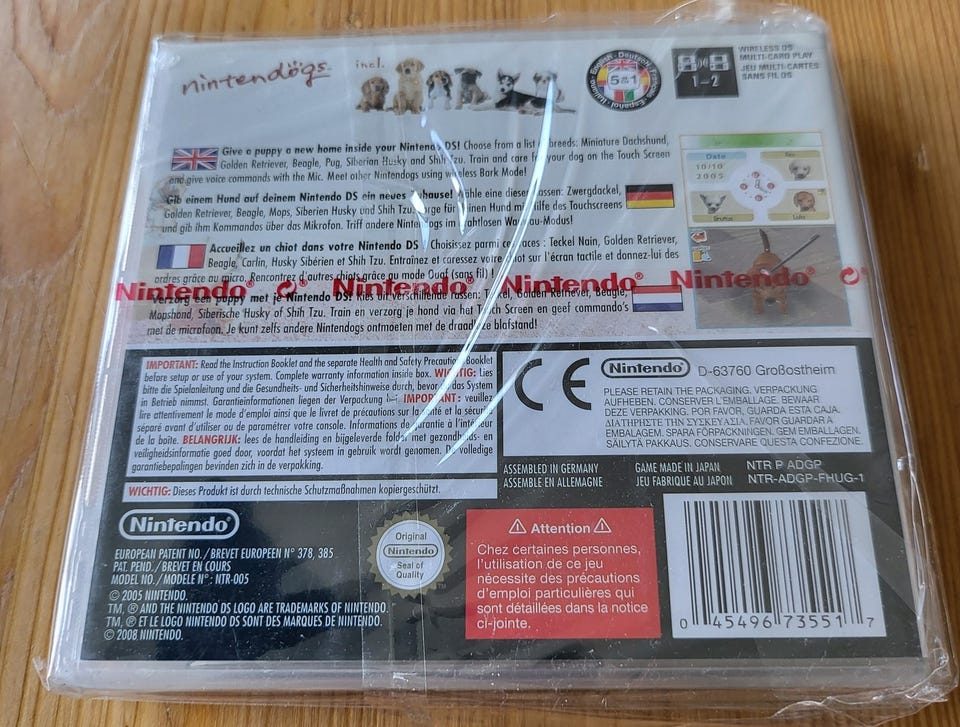 nintendogs
incl.
English · Deutsch · Français
5&1
Italiano · Español
1-2
WIRELESS DS
MULTI-CARD PLAY
JEU MULTI-CARTES
SANS FIL DS
Give a puppy a new home inside your Nintendo DS! Choose from a list breeds: Miniature Dachshund,
Golden Retriever, Beagle, Pug, Siberian Husky and Shih Tzu. Train and care for your dog on the Touch Screen
and give voice commands with the Mic. Meet other Nintendogs using wireless Bark Mode!
Gib einem Hund auf deinem Nintendo DS ein neues Zuhause! Wähle eine dieser Rassen: Zwergdackel,
Golden Retriever, Beagle, Mops, Siberien Husky und Shih Tzu. Sorge für deinen Hund mit Hilfe des Touchscreens
und gib ihm Kommandos über das Mikrofon. Triff andere Nintendogs im drahtlosen Wau-au-Modus!
Accueillez un chiot dans votre Nintendo DS Choisissez parmi ces races : Teckel Nain, Golden Retriever,
Beagle, Carlin, Husky Sibérien et Shih Tzu. Entraînez et caressez votre chiot sur l'écran tactile et donnez-lui des
ordres grâce au micro. Rencontrez d'autres chiots grâce au mode Ouaf (sans fil) !
Verzorg een puppy met je Nintendo DS! Kies uit verschillende rassen: Teckel, Golden Retriever, Beagle,
Mopshond, Siberische Husky of Shih Tzu. Train en verzorg je hond via het Touch Screen en geef commando's
met de microfoon. Je kunt zelfs andere Nintendogs ontmoeten met de draadloze blafstand!
Date
10/10
2005
Brutus
Nintendo® Nintendo® Nintendo® Nintendo®
IMPORTANT: Read the Instruction Booklet and the separate Health and Safety Precautions Booklet
before setup or use of your system. Complete warranty information inside box. WICHTIG: Lies
bitte die Spielanleitung und die Gesundheits- und Sicherheitshinweise durch, bevor du das System
in Betrieb nimmst. Garantieinformationen liegen der Verpackung bei. IMPORTANT : veuillez
lire attentivement le mode d'emploi ainsi que le livret de précautions sur la santé et la sécurité
séparé avant d'utiliser ou de paramétrer votre console. Informations de garantie à l'intérieur
de la boîte. BELANGRIJK: lees de handleiding en bijgeleverde folder met gezondheids- en
veiligheidsinformatie goed door, voordat het systeem in gebruik wordt genomen. De volledige
garantiebepalingen bevinden zich in de verpakking.
WICHTIG: Dieses Produkt ist durch technische Schutzmaßnahmen kopiergeschützt.
CE
Nintendo®
D-63760 Großostheim
PLEASE RETAIN THE PACKAGING. VERPACKUNG
AUFHEBEN. CONSERVER L'EMBALLAGE. BEWAAR
DEZE VERPAKKING. POR FAVOR, GUARDA ESTA CAJA.
ΔΙΑΤΗΡΗΣΤΕ ΤΗΝ ΣΥΣΚΕΥΑΣΙΑ. FAVOR GUARDAR A
EMBALAGEM. SPARA FÖRPACKNINGEN. GEM EMBALLAGEN.
SÄILYTÄ PAKKAUS. CONSERVARE QUESTA CONFEZIONE.
ASSEMBLED IN GERMANY
ASSEMBLE EN ALLEMAGNE
GAME MADE IN JAPAN
JEU FABRIQUE AU JAPON
NTR P ADGP
NTR-ADGP-FHUG-1
Nintendo®
EUROPEAN PATENT NO./BREVET EUROPEEN N° 378, 385
PAT. PEND./BREVET EN COURS
MODEL NO./MODELE N°: NTR-005
© 2005 NINTENDO.
TM, ® AND THE NINTENDO DS LOGO ARE TRADEMARKS OF NINTENDO.
TM, ® ET LE LOGO NINTENDO DS SONT DES MARQUES DE NINTENDO.
© 2008 NINTENDO.
Original
Nintendo
Seal of
Quality
TM
Attention
Chez certaines personnes,
l'utilisation de ce jeu
nécessite des précautions
d'emploi particulières qui
sont détaillées dans la notice
ci-jointe.
0 45496 73551 7